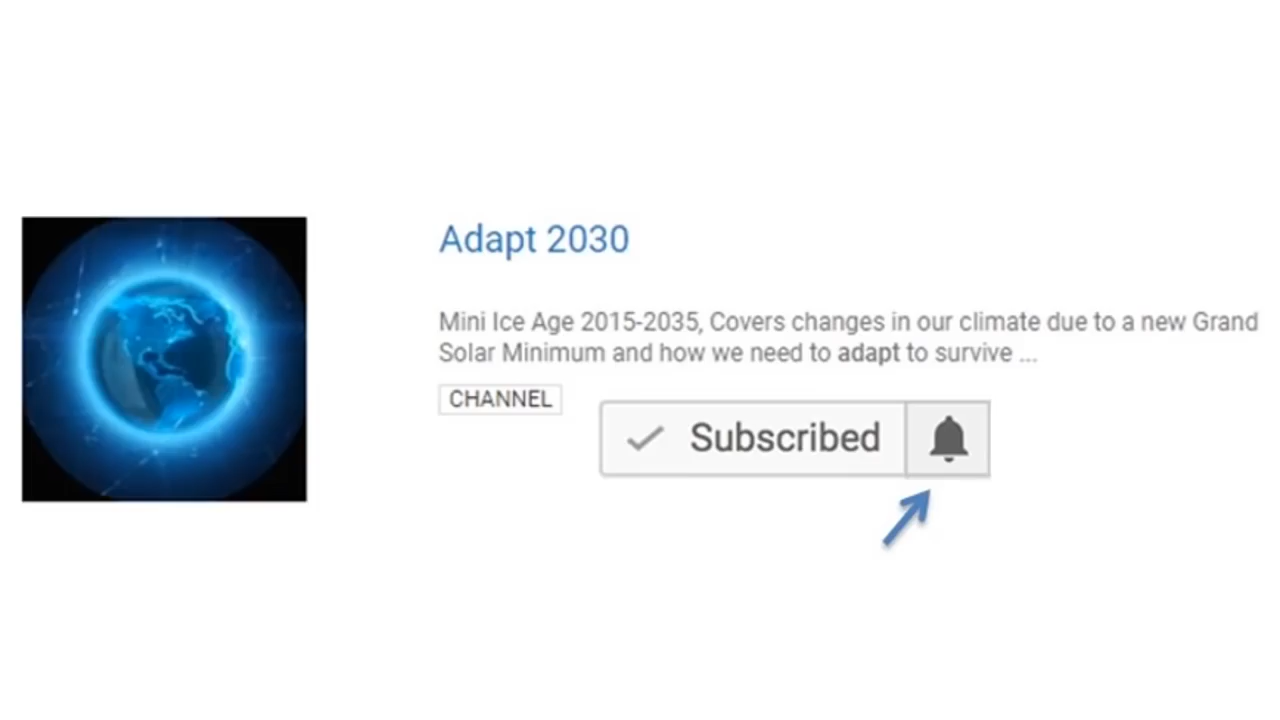 Adapt 2030
Mini Ice Age 2015-2035, Covers changes in our climate due to a new Grand
Solar Minimum and how we need to adapt to survive ...
CHANNEL
Subscribed